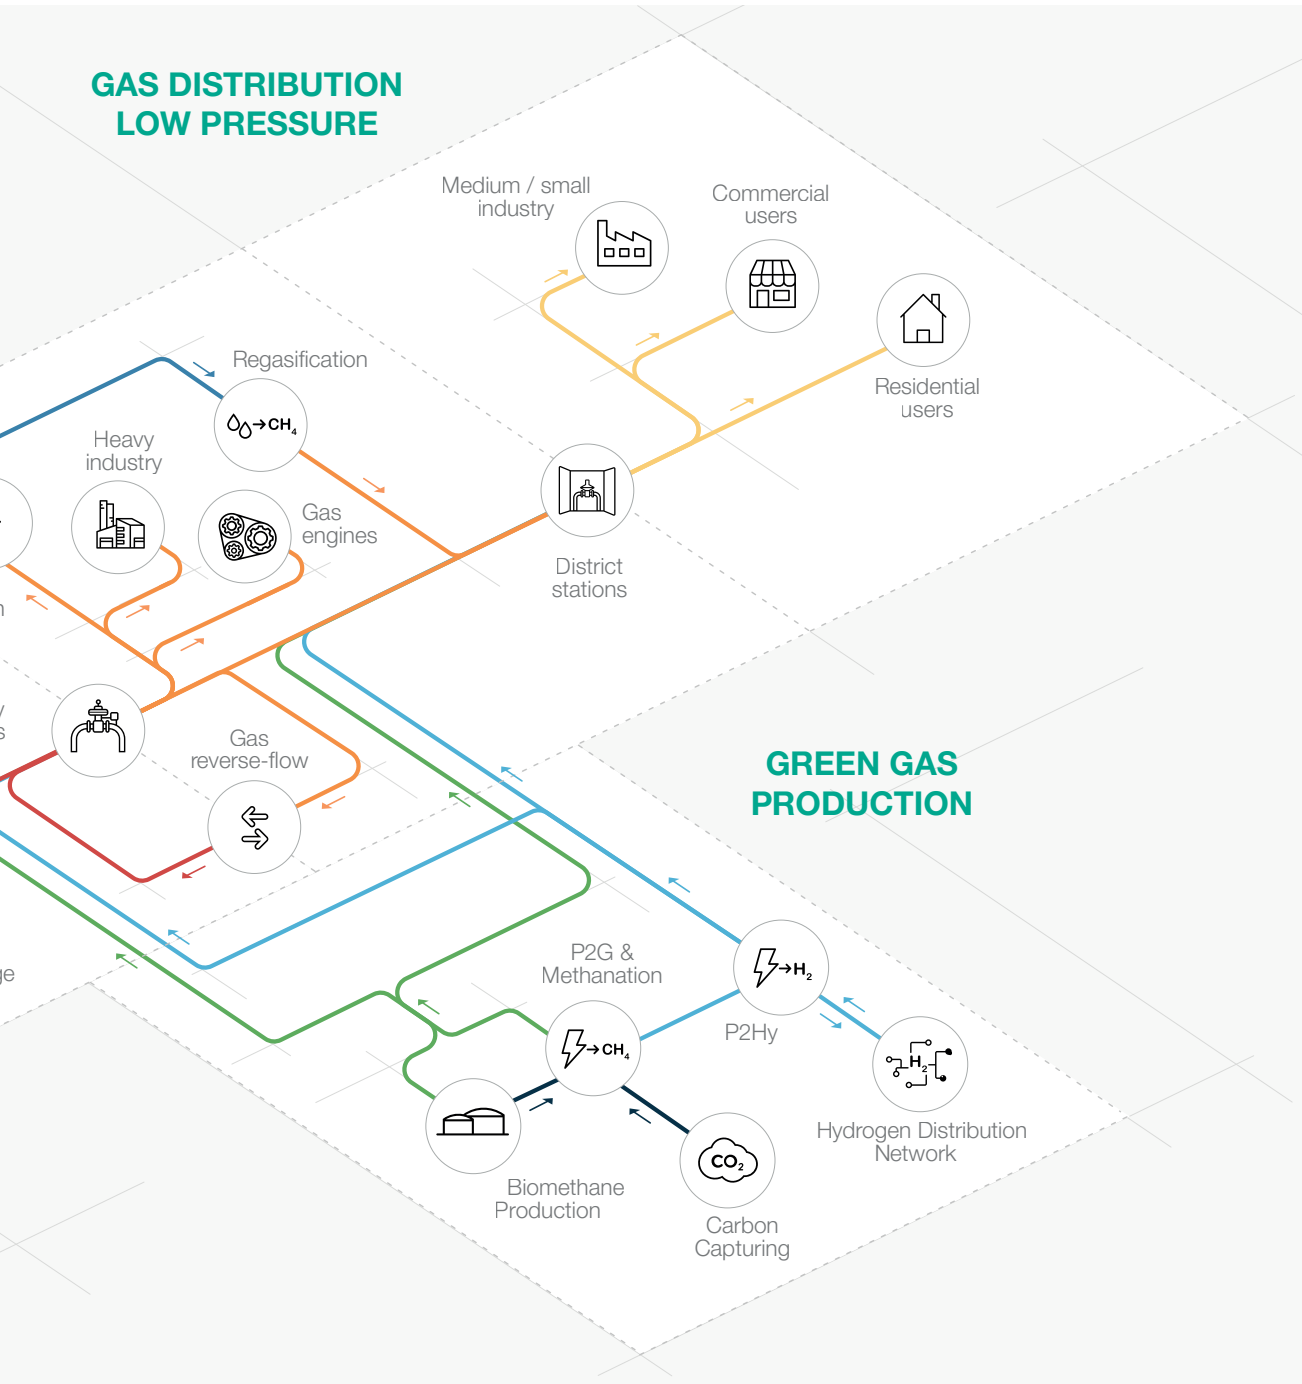 GAS DISTRIBUTION
LOW PRESSURE
Medium / small
industry
Commercial
users
Residential
users
Regasification
CH4
Heavy
industry
Gas
engines
District
stations
Gas
reverse-flow
GREEN GAS
PRODUCTION
P2G &
Methanation
CH4
H2
P2Hy
H2
Hydrogen Distribution
Network
Biomethane
Production
CO2
Carbon
Capturing